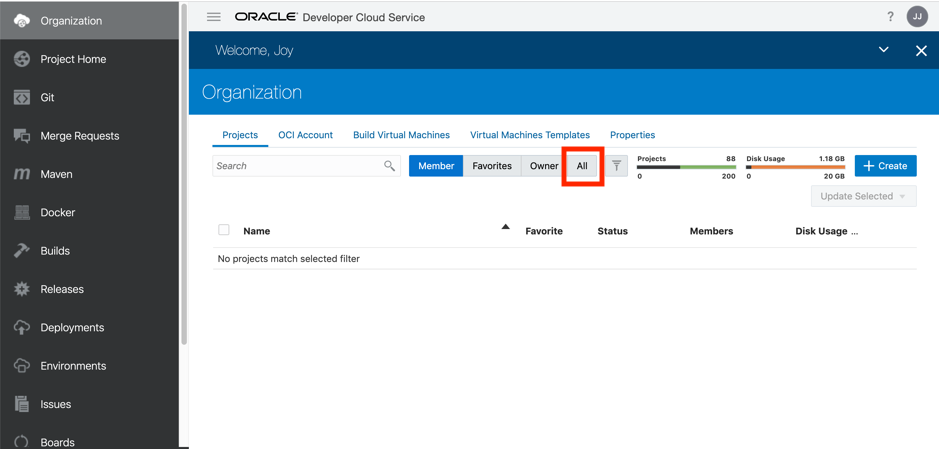 Organization
Project Home
Git
Merge Requests
Maven
Docker
Builds
Releases
Deployments
Environments
Issues
Boards
ORACLE® Developer Cloud Service
? JJ
Welcome, Joy
Organization
Projects OCI Account Build Virtual Machines Virtual Machines Templates Properties
Search Member Favorites Owner All
Projects 88
0 200
Disk Usage 1.18 GB
0 20 GB
+ Create
Update Selected
Name Favorite Status Members Disk Usage ...
No projects match selected filter